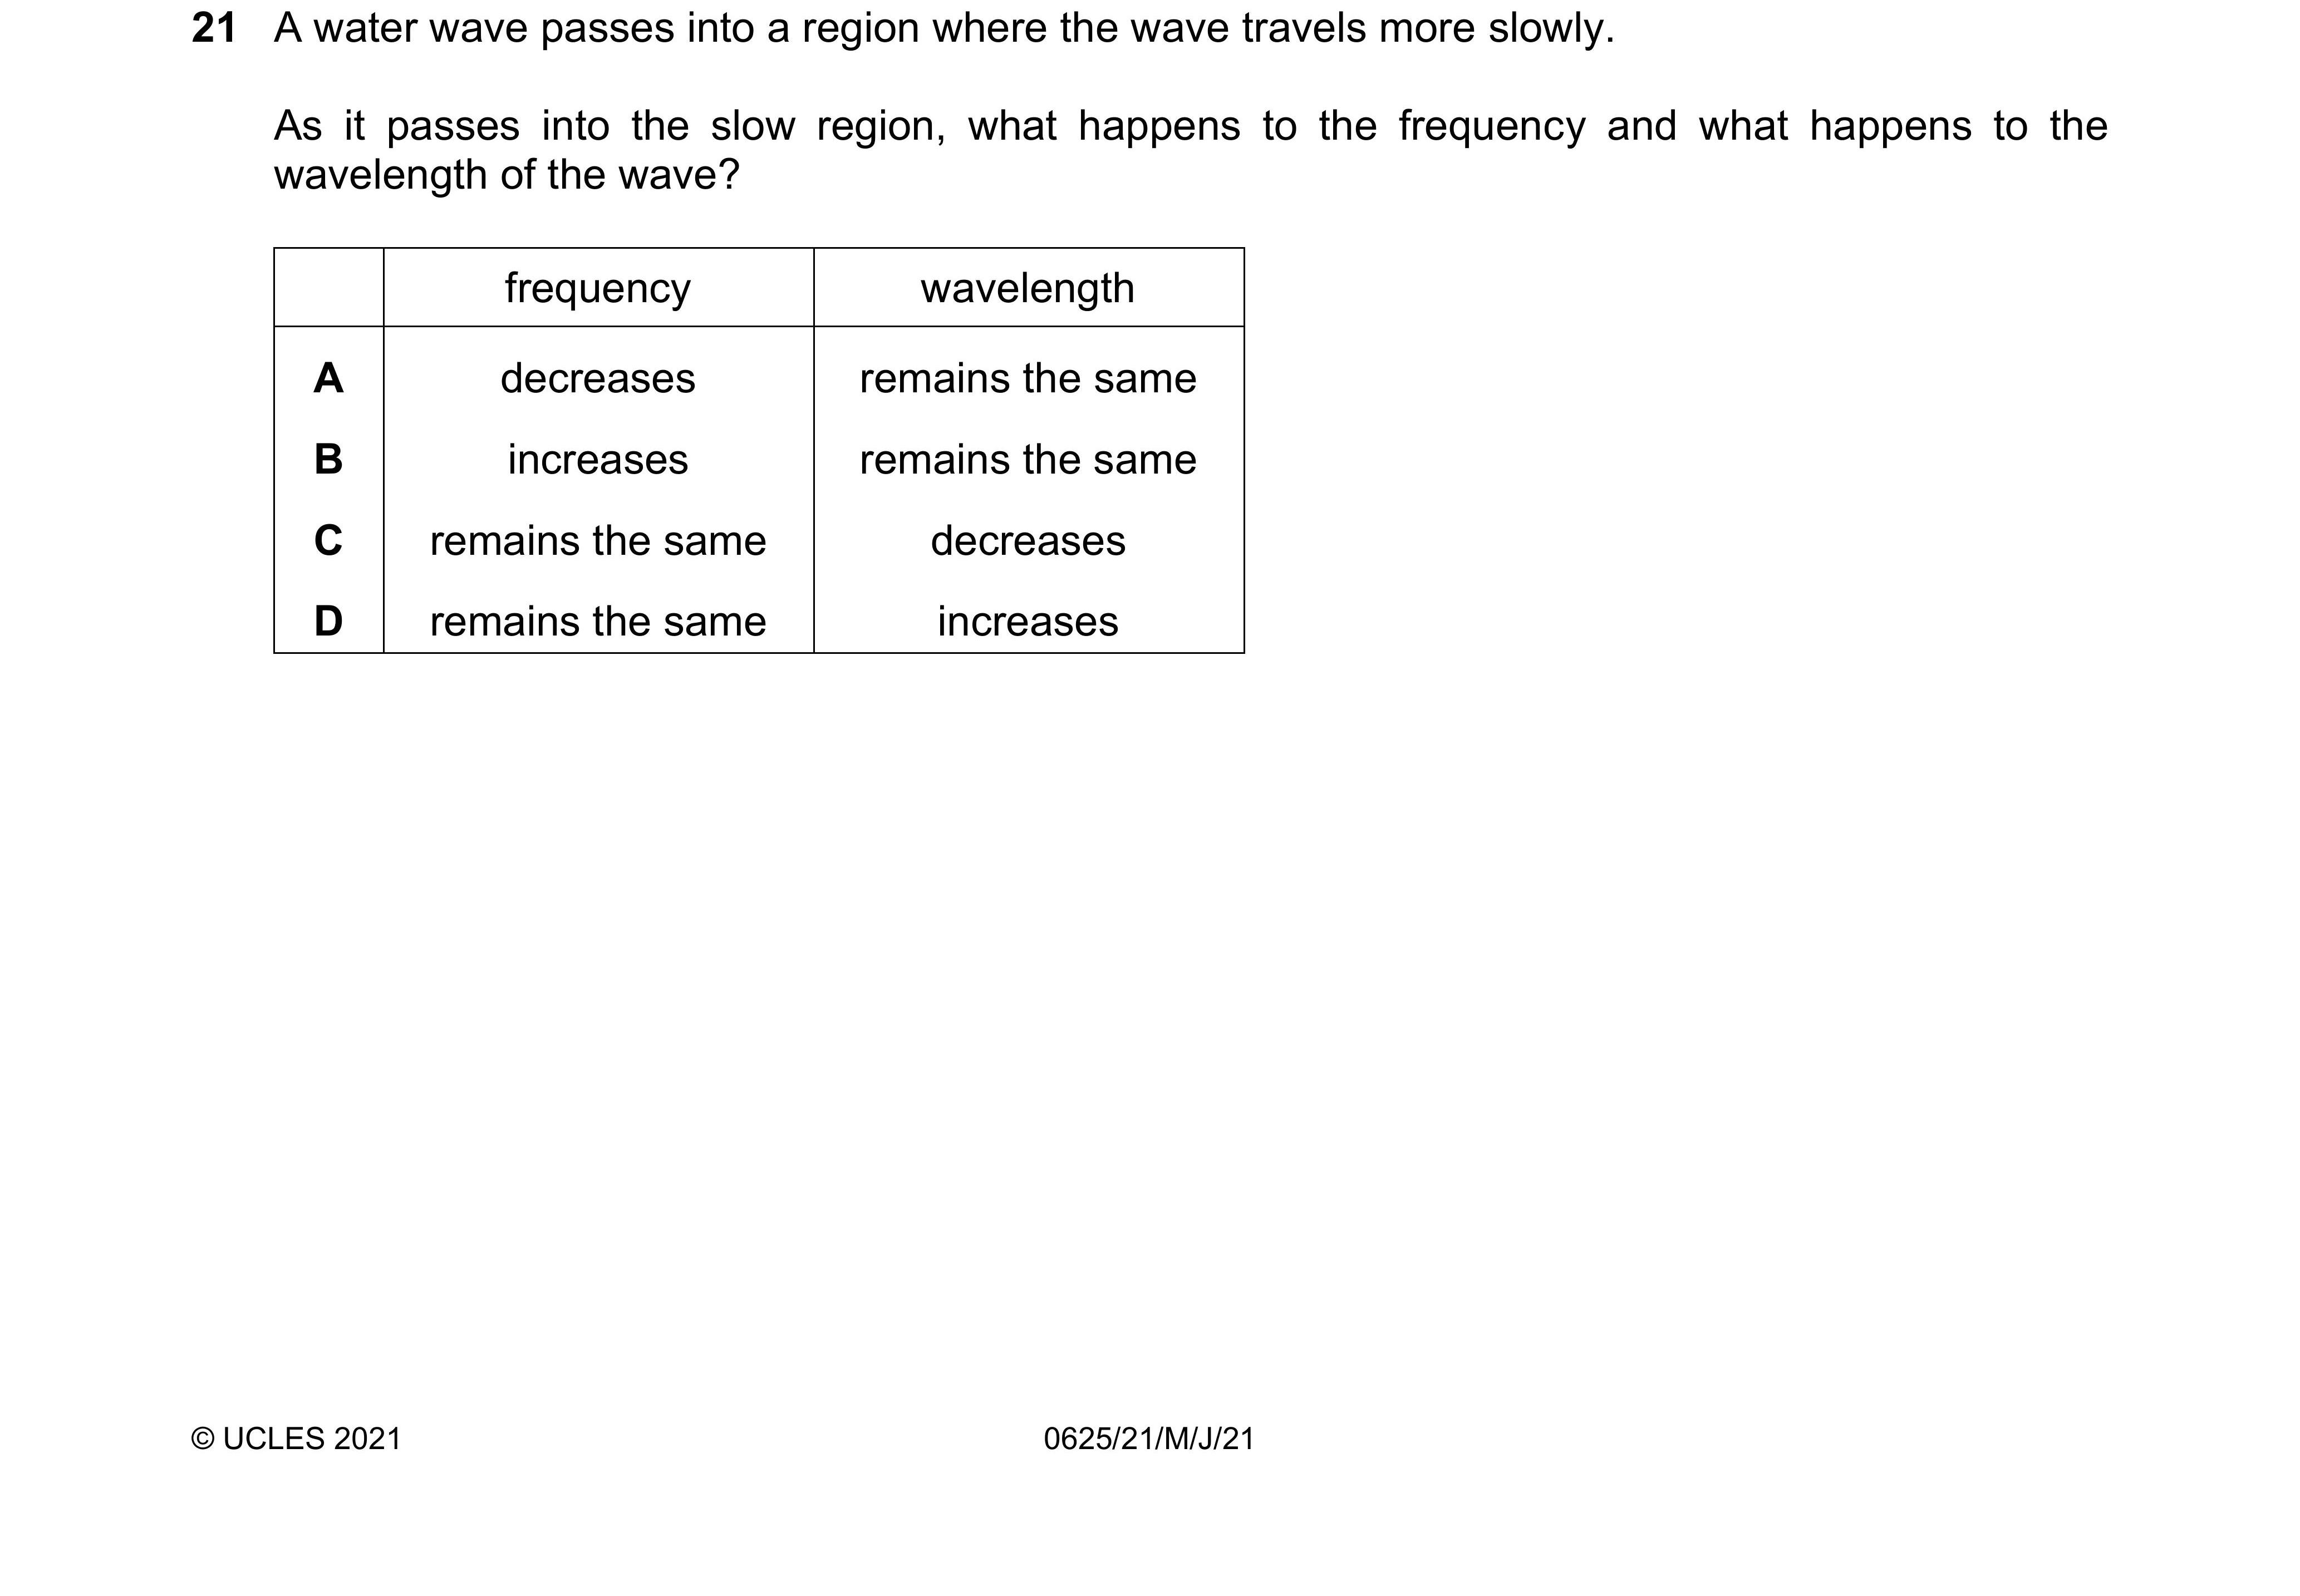 21 A water wave passes into a region where the wave travels more slowly.
As it passes into the slow region, what happens to the frequency and what happens to the
wavelength of the wave?
frequency wavelength
A decreases remains the same
B increases remains the same
C remains the same decreases
D remains the same increases
© UCLES 2021 0625/21/M/J/21